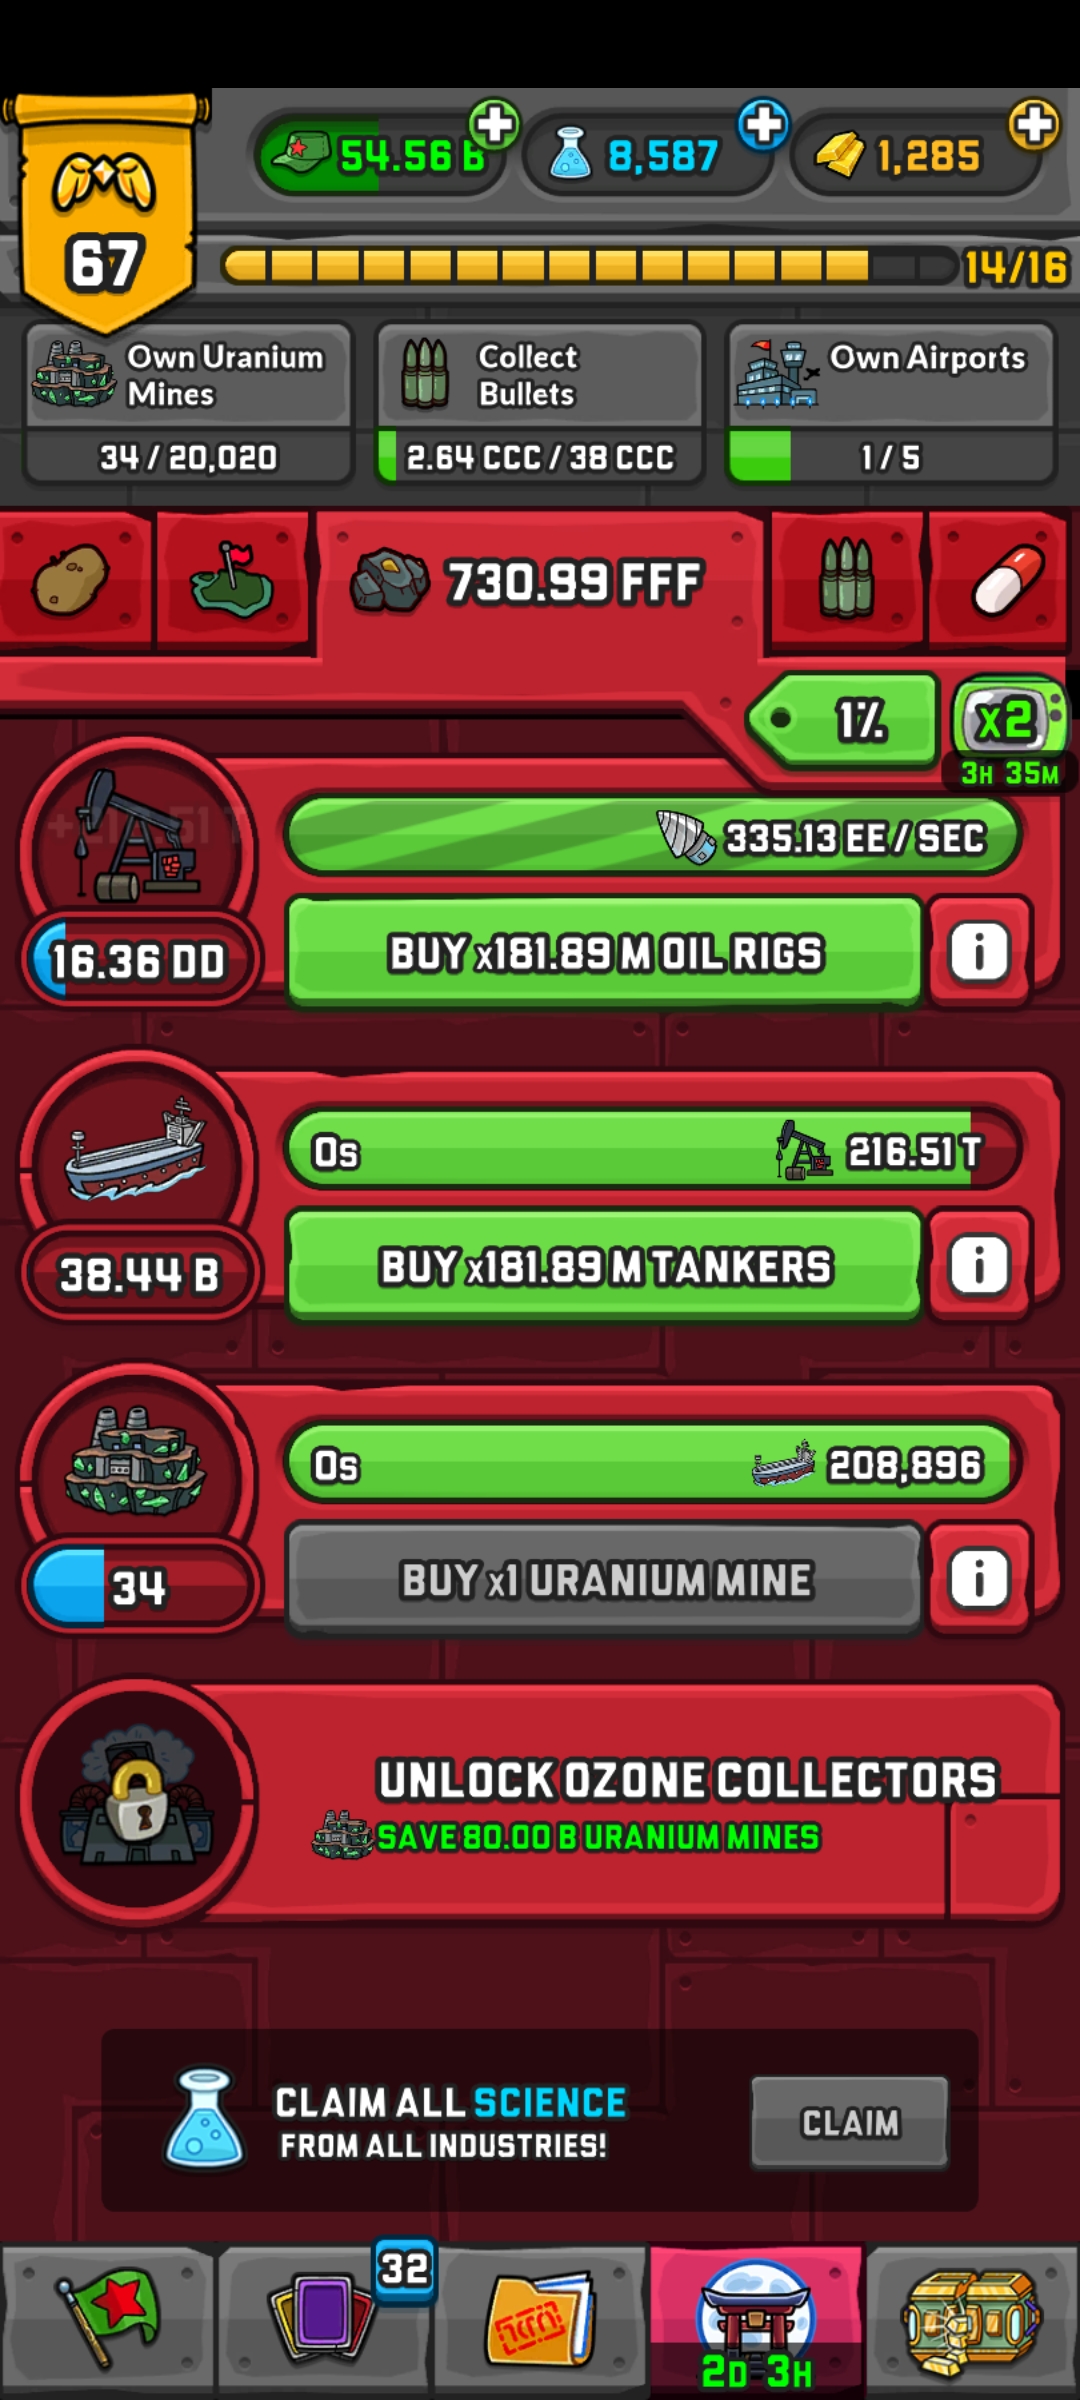 54.56 B
8,587
1,285
67
14/16
Own Uranium
Mines
34 / 20,020
Collect
Bullets
2.64 CCC / 38 CCC
Own Airports
1 / 5
730.99 FFF
1%
x2
3H 35M
335.13 EE / SEC
16.36 DD
BUY x181.89 M OIL RIGS
i
0s
216.51 T
38.44 B
BUY x181.89 M TANKERS
i
0s
208,896
34
BUY x1 URANIUM MINE
i
UNLOCK OZONE COLLECTORS
SAVE 80.00 B URANIUM MINES
CLAIM ALL SCIENCE
FROM ALL INDUSTRIES!
CLAIM
32
2D 3H